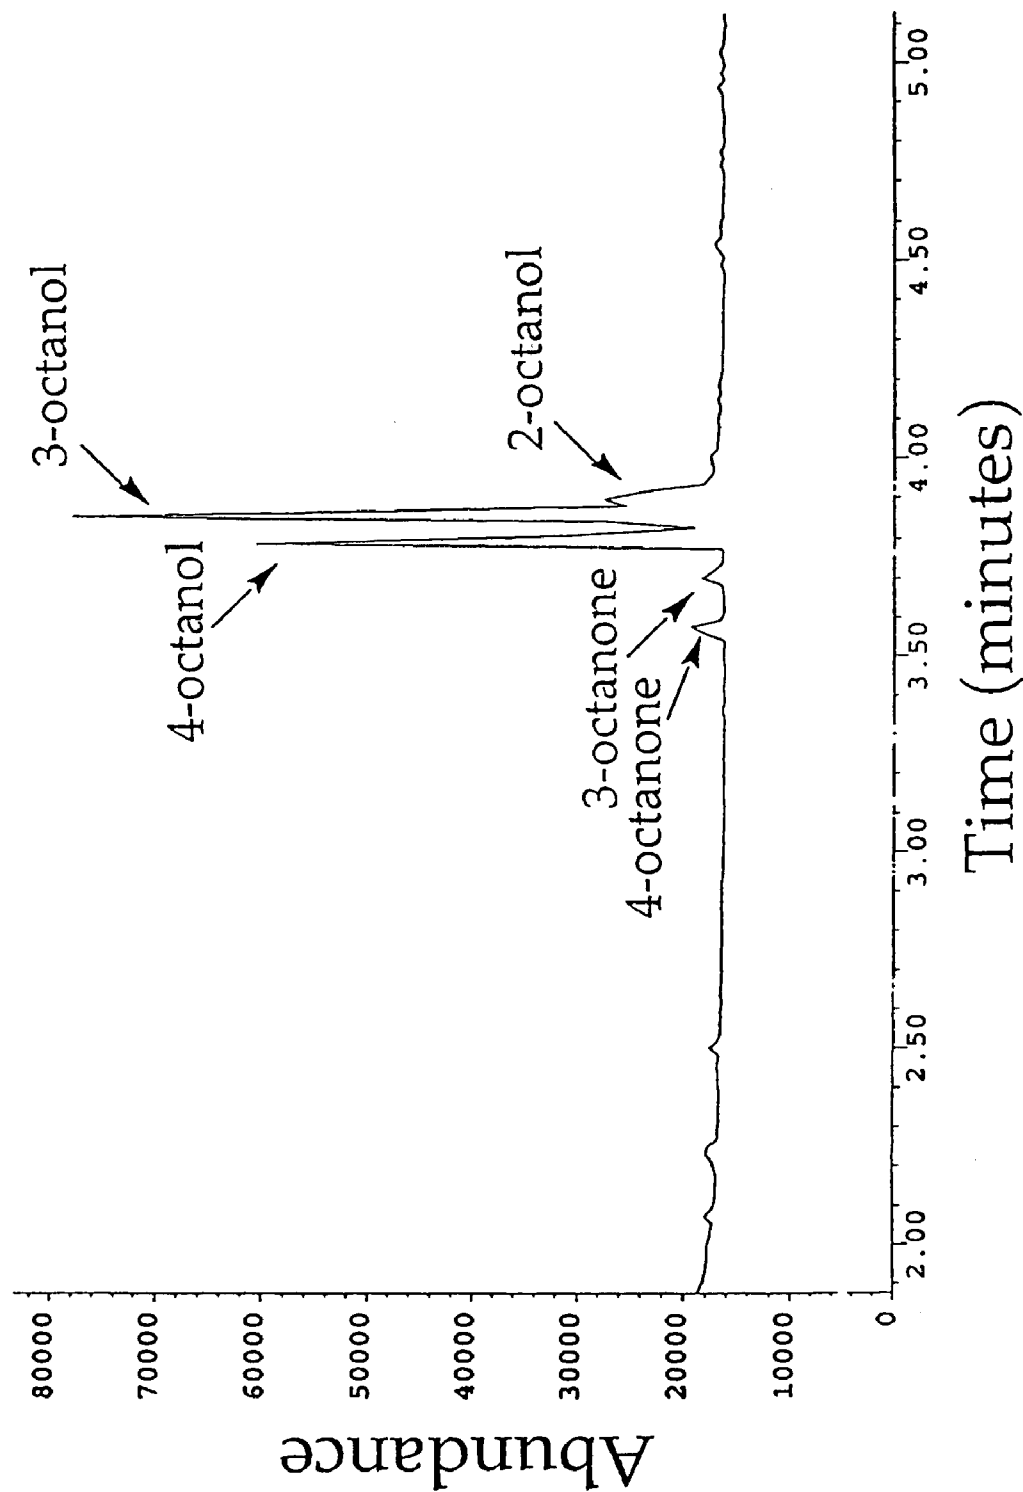 Abundance
80000
70000
60000
50000
40000
30000
20000
10000
0
3-octanol
4-octanol
2-octanol
3-octanone
4-octanone
2.00
2.50
3.00
3.50
4.00
4.50
5.00
Time (minutes)